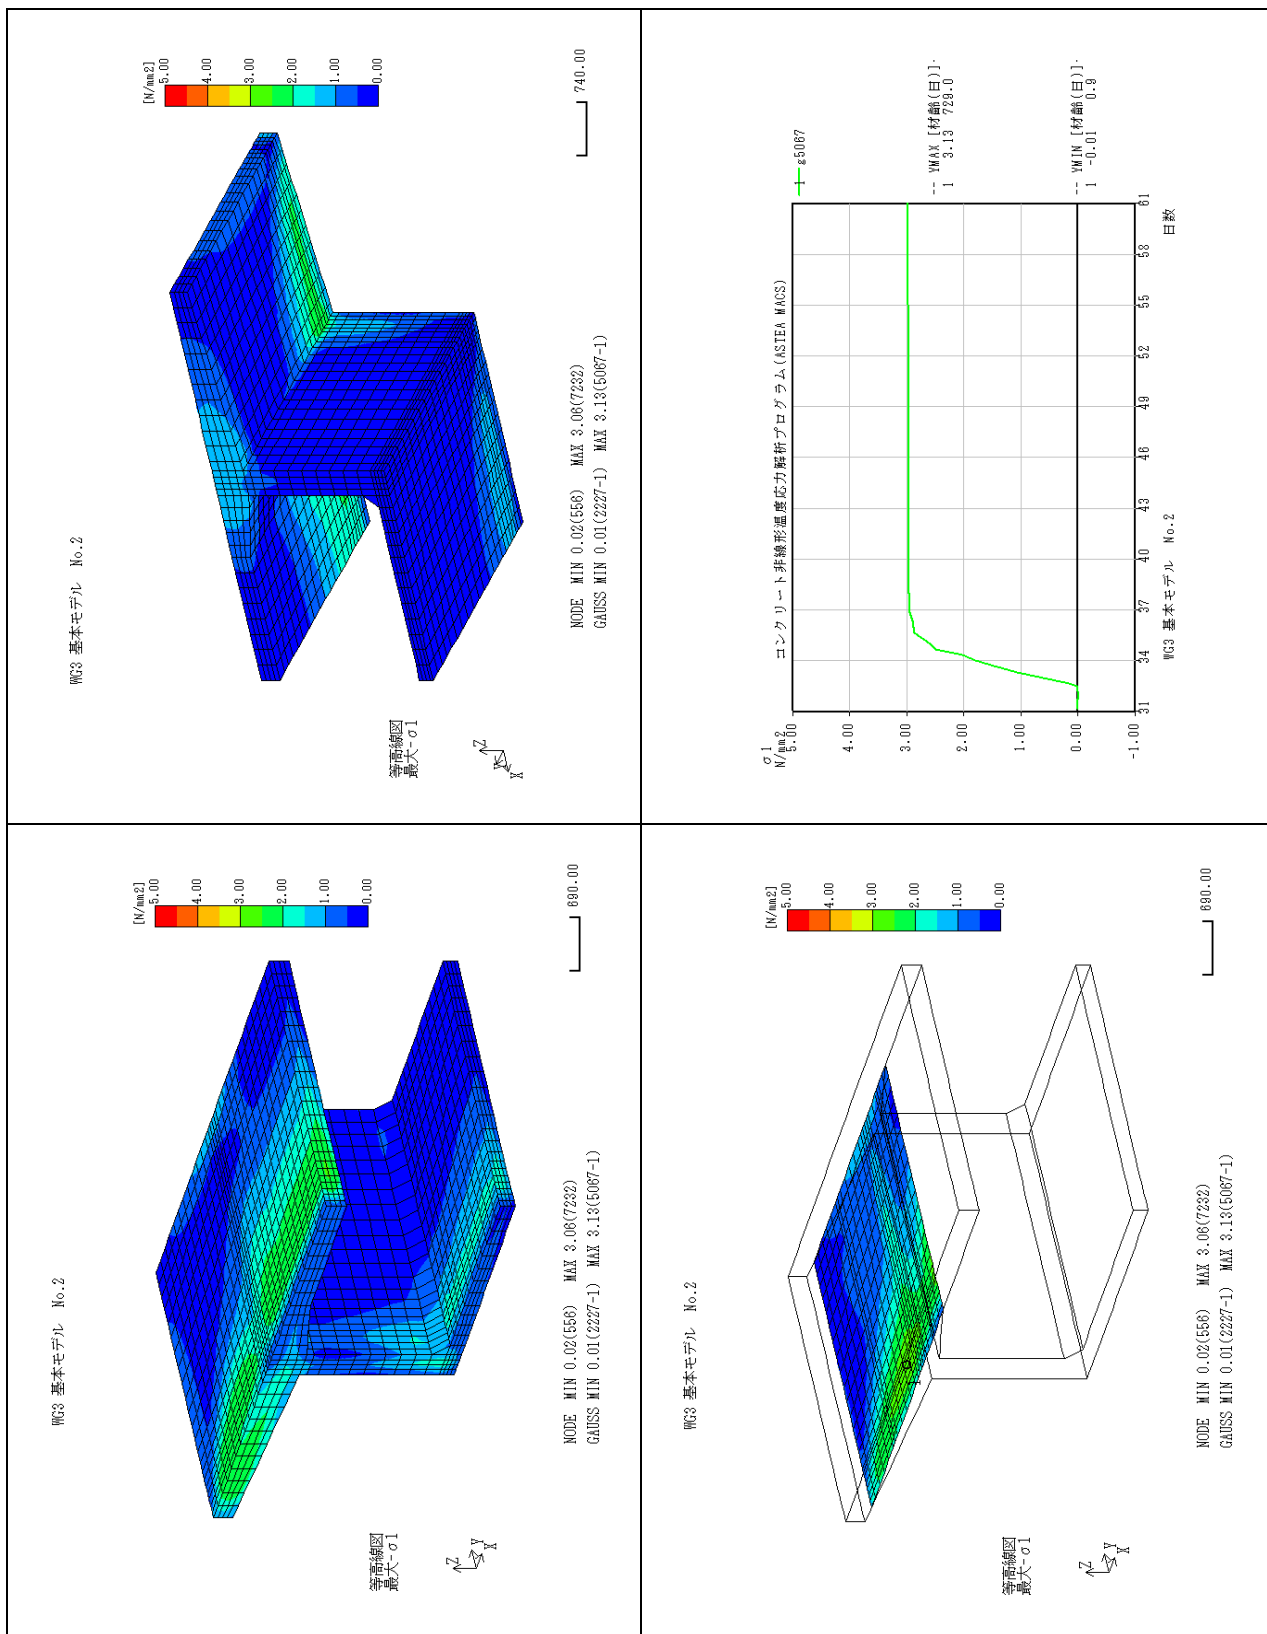 WG3 基本モデル No.2
[N/mm2]
5.00
4.00
3.00
2.00
1.00
0.00
等高線図
最大-σ1
Z
Y
X
NODE MIN 0.02(556) MAX 3.06(7232)
GAUSS MIN 0.01(2227-1) MAX 3.13(5067-1)
690.00
WG3 基本モデル No.2
[N/mm2]
5.00
4.00
3.00
2.00
1.00
0.00
等高線図
最大-σ1
Z
Y
X
NODE MIN 0.02(556) MAX 3.06(7232)
GAUSS MIN 0.01(2227-1) MAX 3.13(5067-1)
740.00
WG3 基本モデル No.2
[N/mm2]
5.00
4.00
3.00
2.00
1.00
0.00
1
等高線図
最大-σ1
Z
Y
X
NODE MIN 0.02(556) MAX 3.06(7232)
GAUSS MIN 0.01(2227-1) MAX 3.13(5067-1)
690.00
コンクリート非線形温度応力解析プログラム(ASTEA MACS)
σ1
N/mm2
5.00
4.00
3.00
2.00
1.00
0.00
-1.00
31 34 37 40 43 46 49 52 55 58 61
日数
1 g5067
-- YMAX [材齢(日)]-
1 3.13 729.0
-- YMIN [材齢(日)]-
1 -0.01 0.9
WG3 基本モデル No.2